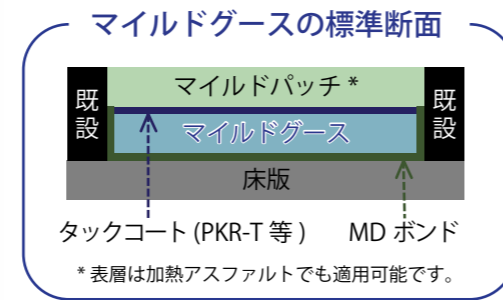 マイルドグースの標準断面
既設
マイルドパッチ *
既設
マイルドグース
床版
タックコート (PKR-T 等 )
MD ボンド
* 表層は加熱アスファルトでも適用可能です。